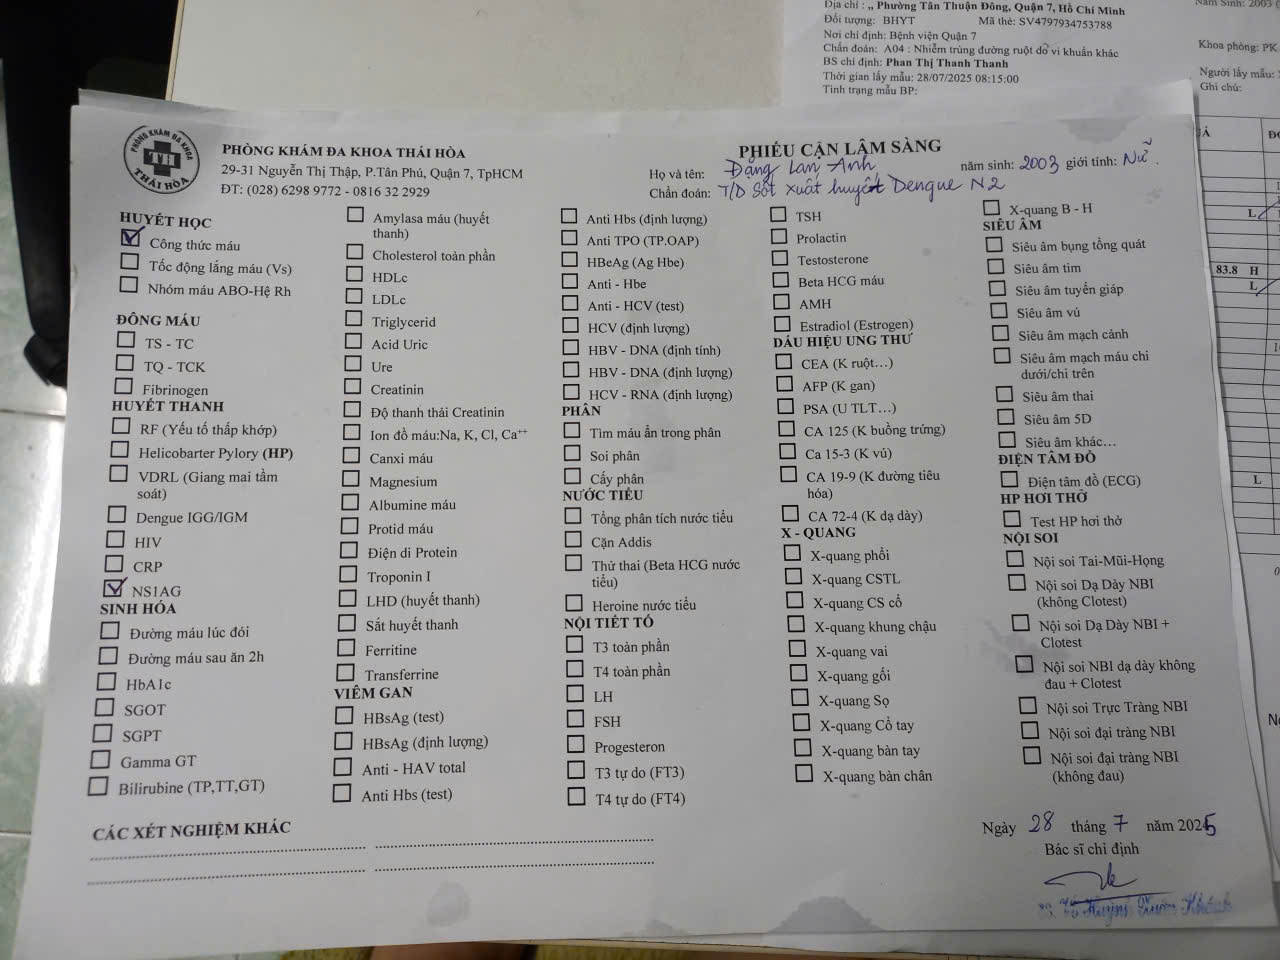 Địa chỉ : ,, Phường Tân Thuận Đông, Quận 7, Hồ Chí Minh
Đối tượng: BHYT Mã thẻ: SV4797934753788
Nơi chỉ định: Bệnh viện Quận 7
Chẩn đoán: A04 : Nhiễm trùng đường ruột do vi khuẩn khác
BS chỉ định: Phan Thị Thanh Thanh
Thời gian lấy mẫu: 28/07/2025 08:15:00
Tình trạng mẫu BP:
Năm Sinh: 2003
Khoa phòng: PK
Người lấy mẫu:
Ghi chú:
L
83.8 H
L
L
PHÒNG KHÁM ĐA KHOA
TH
THÁI HÒA
PHÒNG KHÁM ĐA KHOA THÁI HÒA
29-31 Nguyễn Thị Thập, P.Tân Phú, Quận 7, TpHCM
ĐT: (028) 6298 9772 - 0816 32 2929
PHIẾU CẬN LÂM SÀNG
Họ và tên: Đặng Lan Anh năm sinh: 2003 giới tính: Nữ.
Chẩn đoán: T/D Sốt xuất huyết Dengue N2
HUYẾT HỌC
Công thức máu
Tốc động lắng máu (Vs)
Nhóm máu ABO-Hệ Rh
ĐÔNG MÁU
TS - TC
TQ - TCK
Fibrinogen
HUYẾT THANH
RF (Yếu tố thấp khớp)
Helicobarter Pylory (HP)
VDRL (Giang mai tầm
soát)
Dengue IGG/IGM
HIV
CRP
NS1AG
SINH HÓA
Đường máu lúc đói
Đường máu sau ăn 2h
HbA1c
SGOT
SGPT
Gamma GT
Bilirubine (TP,TT,GT)
Amylasa máu (huyết
thanh)
Cholesterol toàn phần
HDLc
LDLc
Triglycerid
Acid Uric
Ure
Creatinin
Độ thanh thải Creatinin
Ion đồ máu:Na, K, Cl, Ca⁺⁺
Canxi máu
Magnesium
Albumine máu
Protid máu
Điện di Protein
Troponin I
LHD (huyết thanh)
Sắt huyết thanh
Ferritine
Transferrine
VIÊM GAN
HBsAg (test)
HBsAg (định lượng)
Anti - HAV total
Anti Hbs (test)
Anti Hbs (định lượng)
Anti TPO (TP.OAP)
HBeAg (Ag Hbe)
Anti - Hbe
Anti - HCV (test)
HCV (định lượng)
HBV - DNA (định tính)
HBV - DNA (định lượng)
HCV - RNA (định lượng)
PHÂN
Tìm máu ẩn trong phân
Soi phân
Cấy phân
NƯỚC TIỂU
Tổng phân tích nước tiểu
Cặn Addis
Thử thai (Beta HCG nước
tiểu)
Heroine nước tiểu
NỘI TIẾT TỐ
T3 toàn phần
T4 toàn phần
LH
FSH
Progesteron
T3 tự do (FT3)
T4 tự do (FT4)
TSH
Prolactin
Testosterone
Beta HCG máu
AMH
Estradiol (Estrogen)
DẤU HIỆU UNG THƯ
CEA (K ruột…)
AFP (K gan)
PSA (U TLT…)
CA 125 (K buồng trứng)
Ca 15-3 (K vú)
CA 19-9 (K đường tiêu
hóa)
CA 72-4 (K dạ dày)
X - QUANG
X-quang phổi
X-quang CSTL
X-quang CS cổ
X-quang khung chậu
X-quang vai
X-quang gối
X-quang Sọ
X-quang Cổ tay
X-quang bàn tay
X-quang bàn chân
X-quang B - H
SIÊU ÂM
Siêu âm bụng tổng quát
Siêu âm tim
Siêu âm tuyến giáp
Siêu âm vú
Siêu âm mạch cảnh
Siêu âm mạch máu chi
dưới/chi trên
Siêu âm thai
Siêu âm 5D
Siêu âm khác…
ĐIỆN TÂM ĐỒ
Điện tâm đồ (ECG)
HP HƠI THỞ
Test HP hơi thở
NỘI SOI
Nội soi Tai-Mũi-Họng
Nội soi Dạ Dày NBI
(không Clotest)
Nội soi Dạ Dày NBI +
Clotest
Nội soi NBI dạ dày không
đau + Clotest
Nội soi Trực Tràng NBI
Nội soi đại tràng NBI
Nội soi đại tràng NBI
(không đau)
CÁC XÉT NGHIỆM KHÁC
Ngày 28 tháng 7 năm 2025
Bác sĩ chỉ định